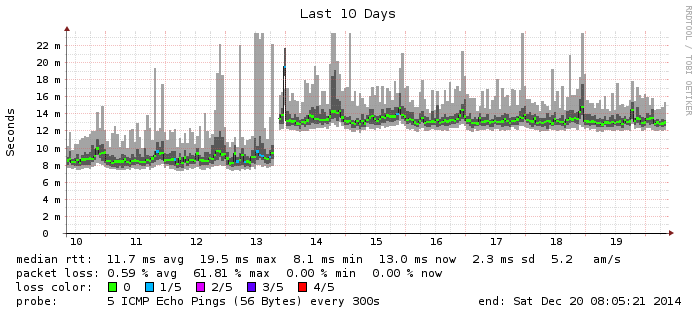 Last 10 Days
RRDTOOL / TOBI OETIKER
Seconds
22 m
20 m
18 m
16 m
14 m
12 m
10 m
8 m
6 m
4 m
2 m
0
10 11 12 13 14 15 16 17 18 19
median rtt: 11.7 ms avg 19.5 ms max 8.1 ms min 13.0 ms now 2.3 ms sd 5.2 am/s
packet loss: 0.59 % avg 61.81 % max 0.00 % min 0.00 % now
loss color: 0 1/5 2/5 3/5 4/5
probe: 5 ICMP Echo Pings (56 Bytes) every 300s end: Sat Dec 20 08:05:21 2014